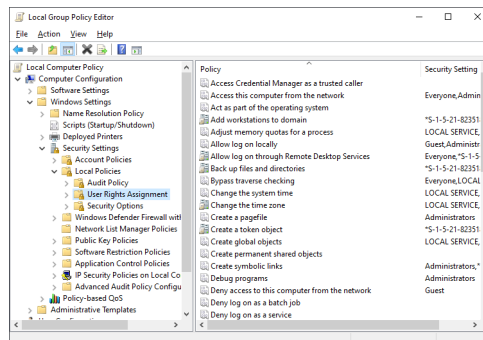 Local Group Policy Editor
File Action View Help
Local Computer Policy
Computer Configuration
Software Settings
Windows Settings
Name Resolution Policy
Scripts (Startup/Shutdown)
Deployed Printers
Security Settings
Account Policies
Local Policies
Audit Policy
User Rights Assignment
Security Options
Windows Defender Firewall with
Network List Manager Policies
Public Key Policies
Software Restriction Policies
Application Control Policies
IP Security Policies on Local Co
Advanced Audit Policy Configu
Policy-based QoS
Administrative Templates
Policy Security Setting
Access Credential Manager as a trusted caller
Access this computer from the network Everyone,Admin
Act as part of the operating system
Add workstations to domain *S-1-5-21-82351
Adjust memory quotas for a process LOCAL SERVICE,
Allow log on locally Guest,Administr
Allow log on through Remote Desktop Services Everyone,*S-1-5
Back up files and directories *S-1-5-21-82351
Bypass traverse checking Everyone,LOCAL
Change the system time LOCAL SERVICE,
Change the time zone LOCAL SERVICE,
Create a pagefile Administrators
Create a token object *S-1-5-21-82351
Create global objects LOCAL SERVICE,
Create permanent shared objects
Create symbolic links Administrators,*
Debug programs Administrators
Deny access to this computer from the network Guest
Deny log on as a batch job
Deny log on as a service